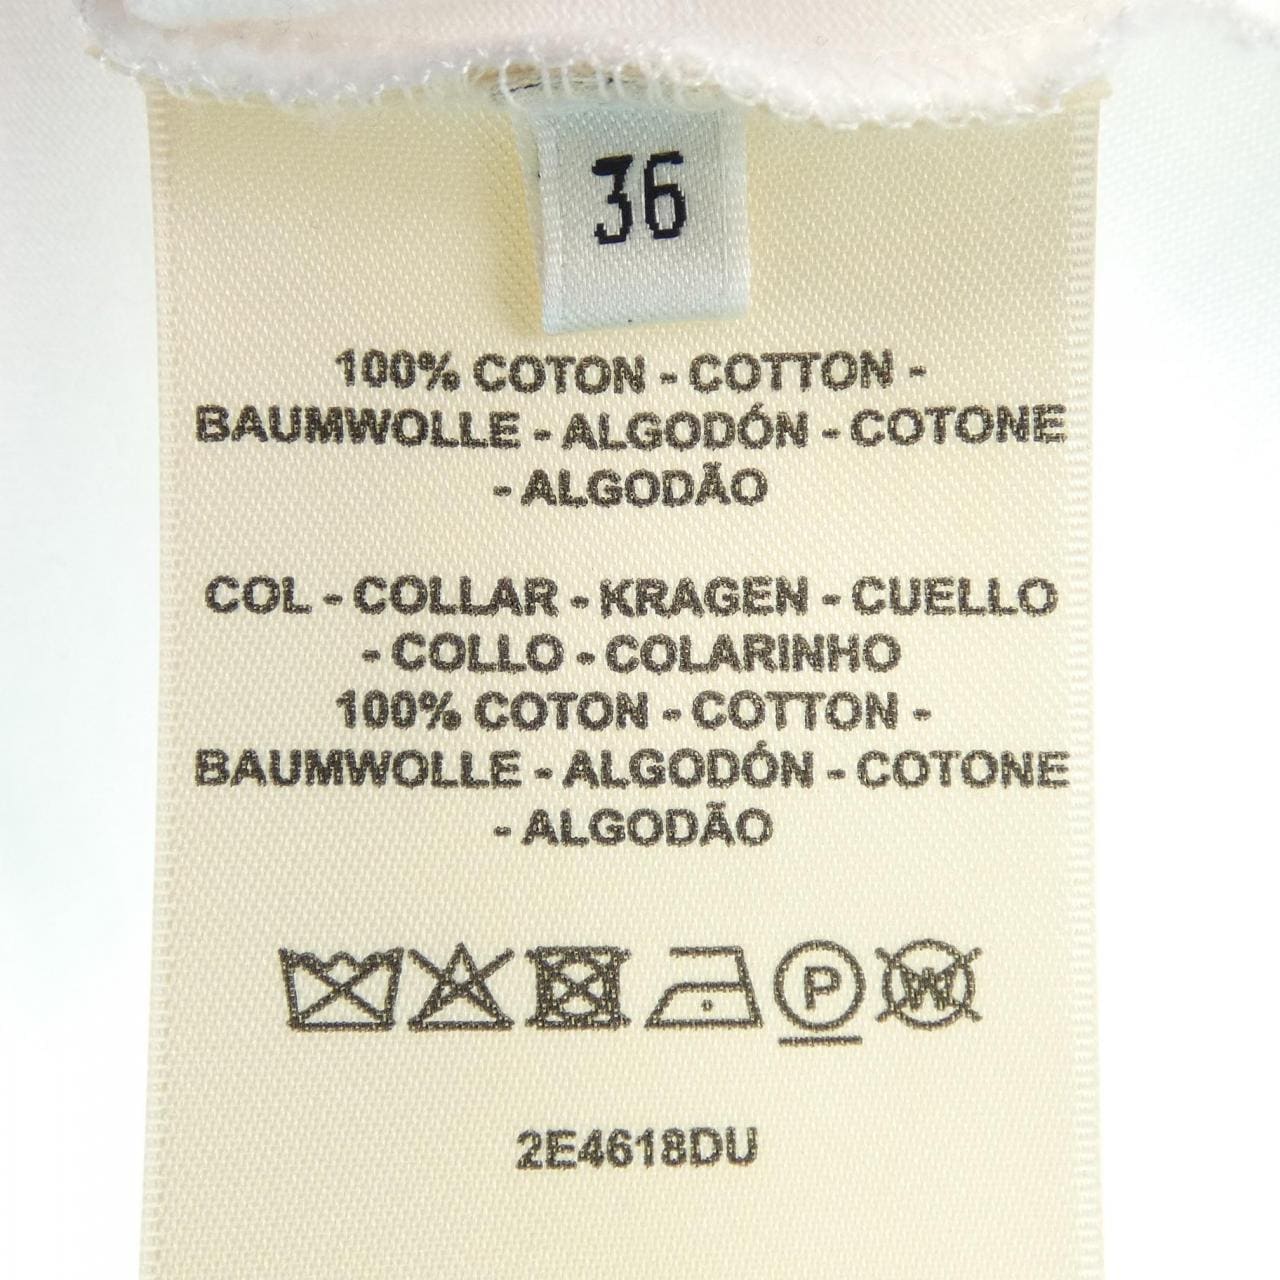 36
100% COTON - COTTON -
BAUMWOLLE - ALGODÓN - COTONE
- ALGODÃO
COL - COLLAR - KRAGEN - CUELLO
- COLLO - COLARINHO
100% COTON - COTTON -
BAUMWOLLE - ALGODÓN - COTONE
- ALGODÃO
P W
2E4618DU